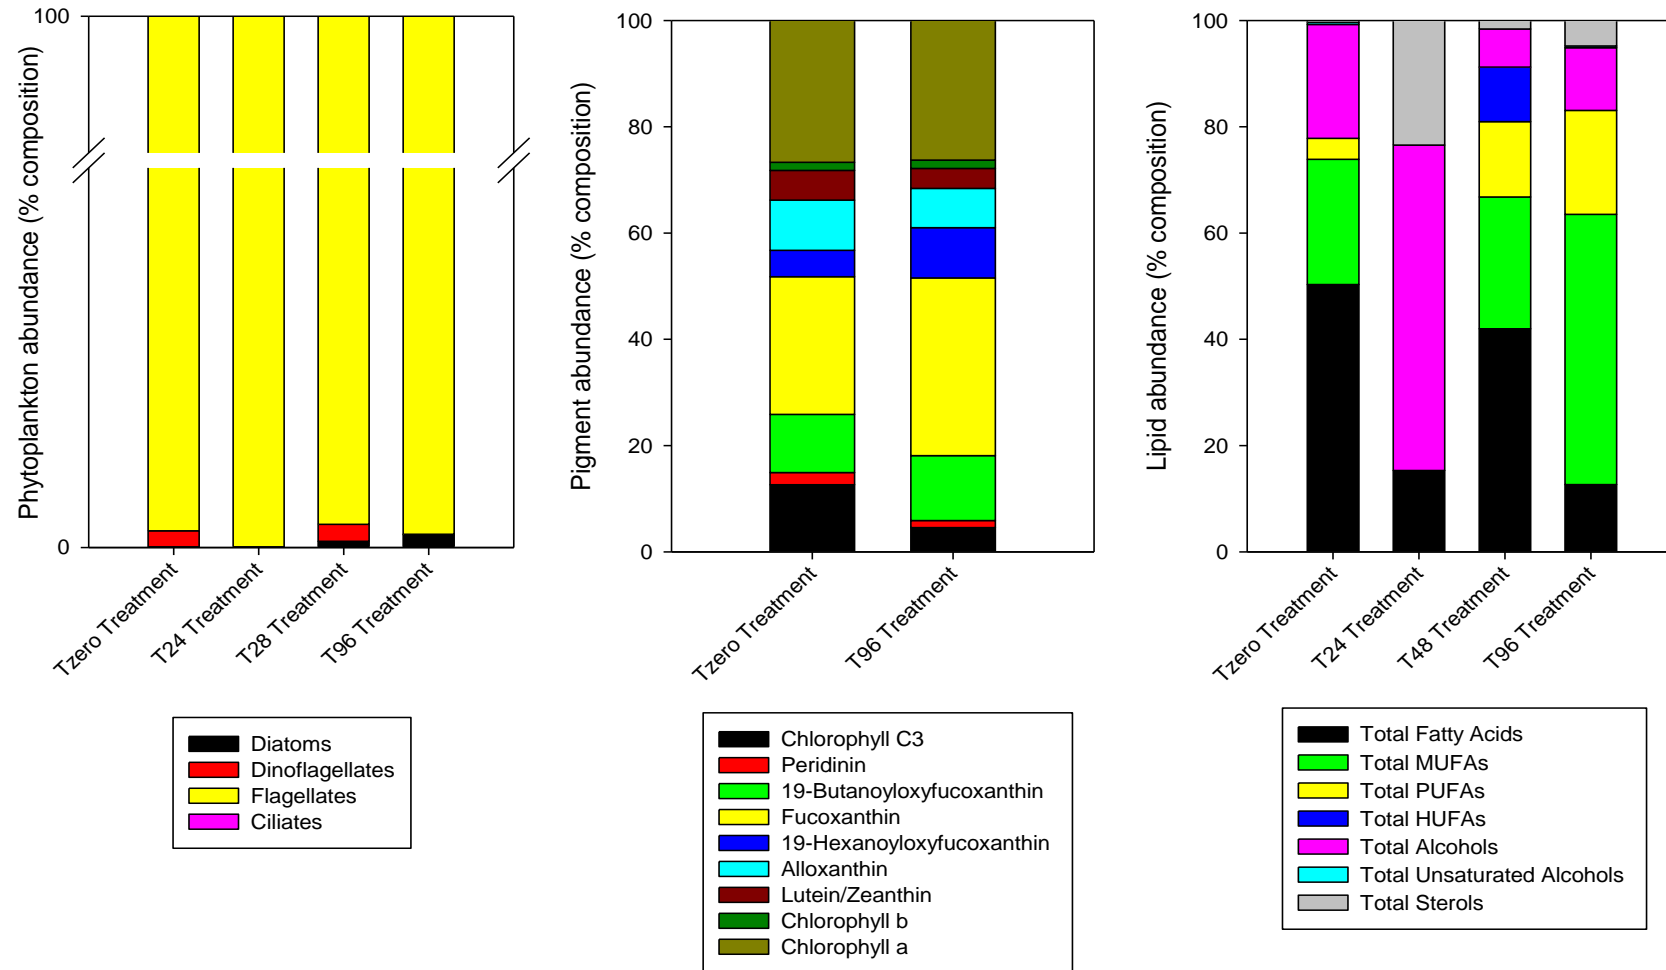 Phytoplankton abundance (% composition)
100
0
Tzero Treatment
T24 Treatment
T28 Treatment
T96 Treatment
Diatoms
Dinoflagellates
Flagellates
Ciliates
Pigment abundance (% composition)
100
80
60
40
20
0
Tzero Treatment
T96 Treatment
Chlorophyll C3
Peridinin
19-Butanoyloxyfucoxanthin
Fucoxanthin
19-Hexanoyloxyfucoxanthin
Alloxanthin
Lutein/Zeanthin
Chlorophyll b
Chlorophyll a
Lipid abundance (% composition)
100
80
60
40
20
0
Tzero Treatment
T24 Treatment
T48 Treatment
T96 Treatment
Total Fatty Acids
Total MUFAs
Total PUFAs
Total HUFAs
Total Alcohols
Total Unsaturated Alcohols
Total Sterols